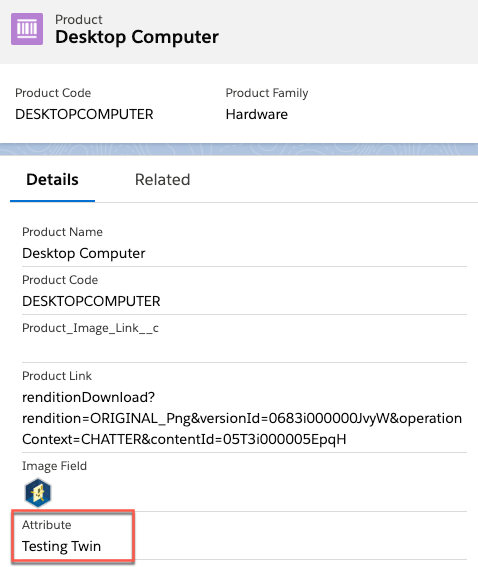 Product
Desktop Computer
Product Code
Product Family
DESKTOPCOMPUTER
Hardware
Details
Related
Product Name
Desktop Computer
Product Code
DESKTOPCOMPUTER
Product_Image_Link__c
Product Link
renditionDownload?
rendition=ORIGINAL_Png&versionId=0683i000000JvyW&operation
Context=CHATTER&contentId=05T3i000005EpqH
Image Field
Attribute
Testing Twin